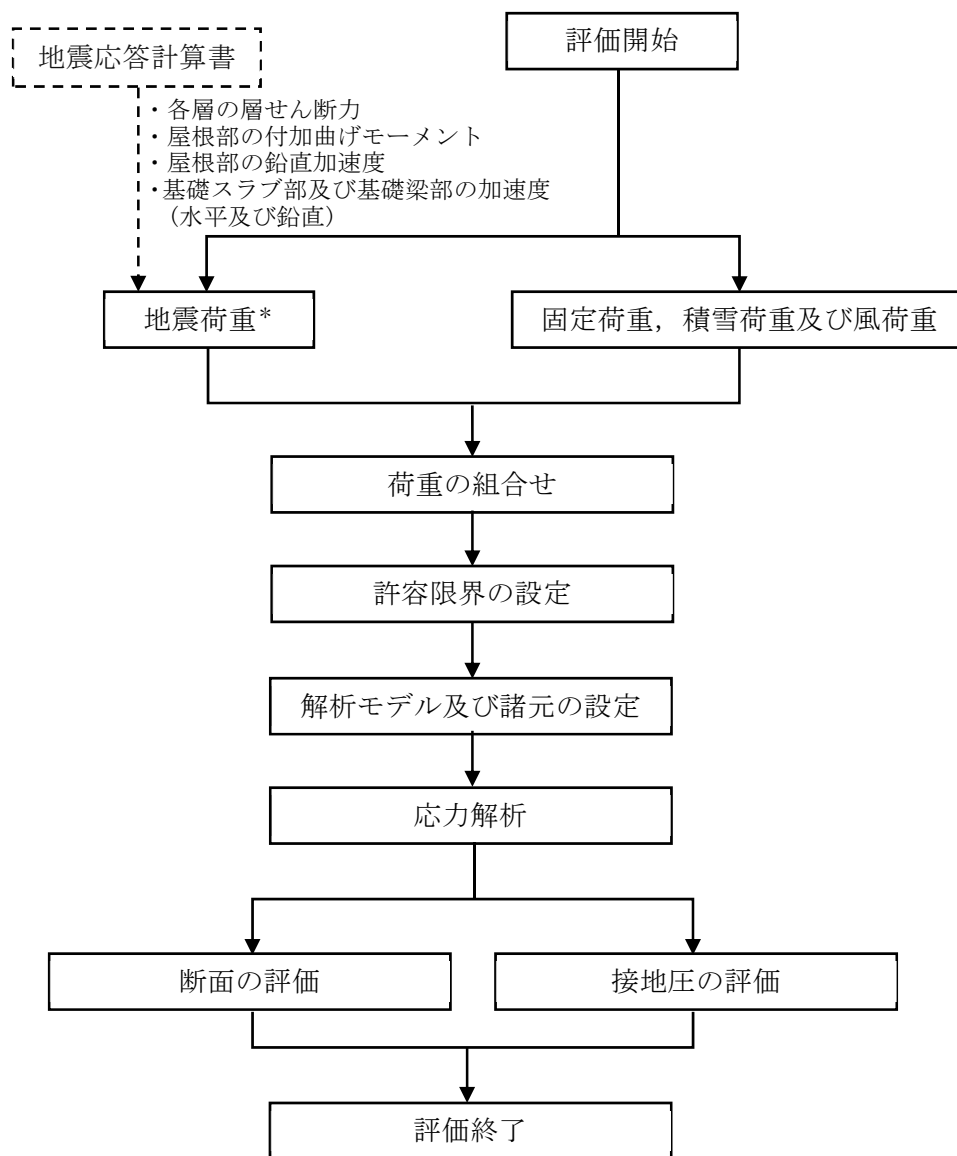 地震応答計算書
評価開始
・各層の層せん断力
・屋根部の付加曲げモーメント
・屋根部の鉛直加速度
・基礎スラブ部及び基礎梁部の加速度
（水平及び鉛直）
地震荷重*
固定荷重，積雪荷重及び風荷重
荷重の組合せ
許容限界の設定
解析モデル及び諸元の設定
応力解析
断面の評価
接地圧の評価
評価終了